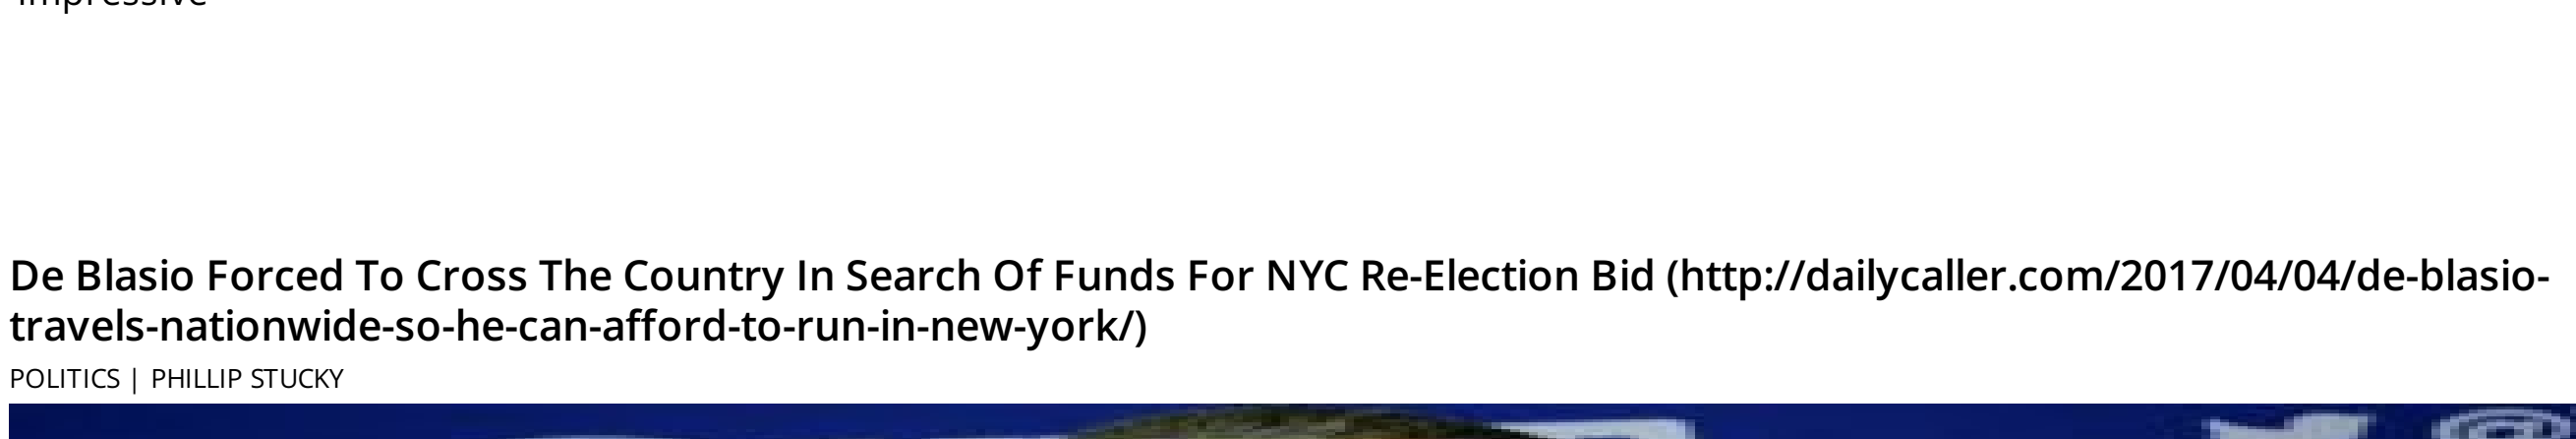 impressive
De Blasio Forced To Cross The Country In Search Of Funds For NYC Re-Election Bid (http://dailycaller.com/2017/04/04/de-blasio-
travels-nationwide-so-he-can-afford-to-run-in-new-york/)
POLITICS | PHILLIP STUCKY